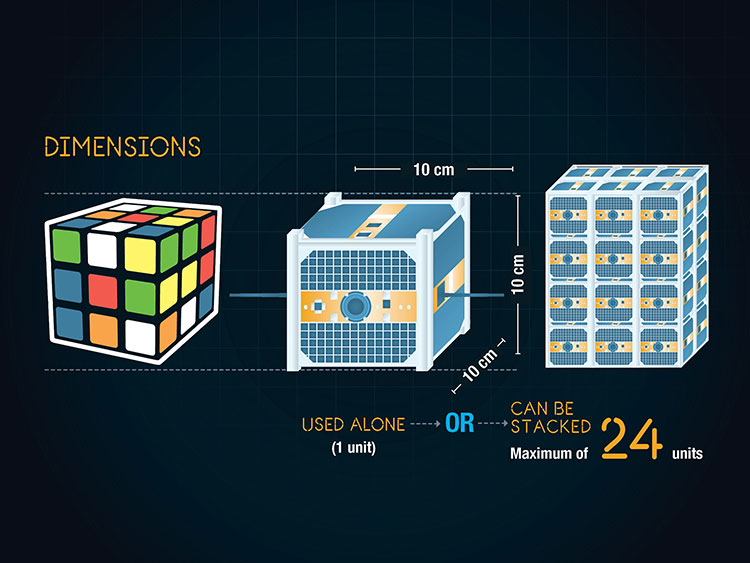 DIMENSIONS
10 cm
10 cm
10 cm
USED ALONE
(1 unit)
OR
CAN BE
STACKED
Maximum of 24 units